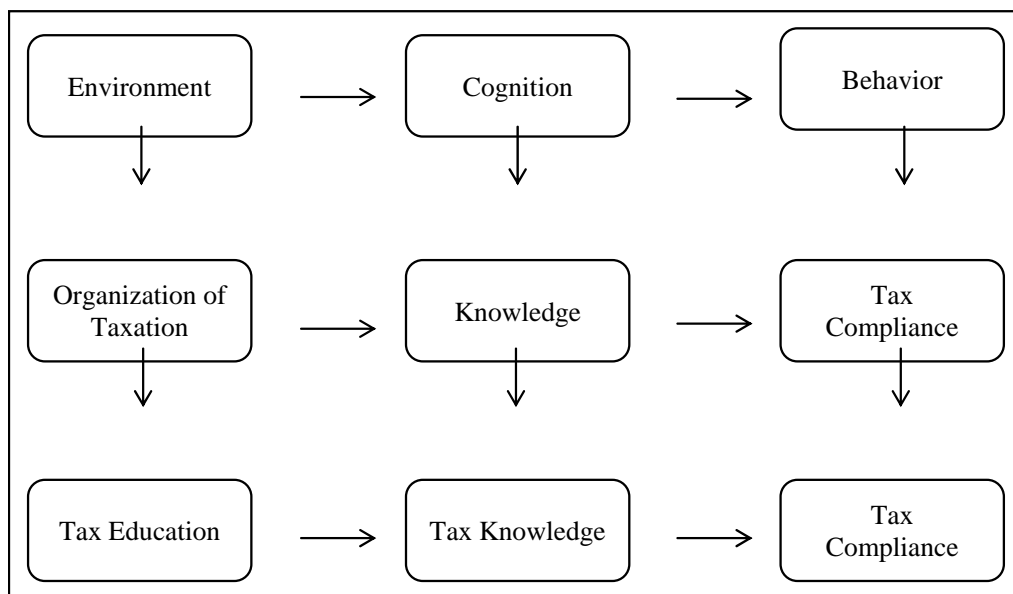 Environment
Cognition
Behavior
Organization of
Taxation
Knowledge
Tax
Compliance
Tax Education
Tax Knowledge
Tax
Compliance